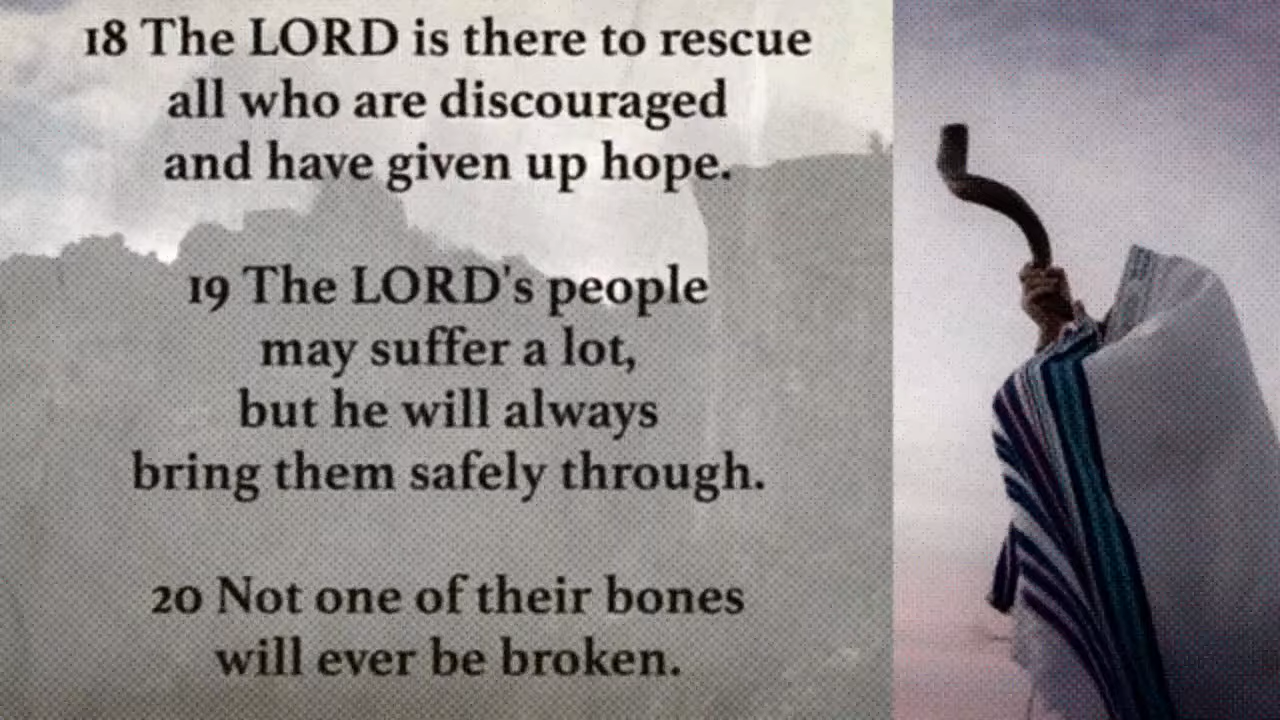 18 The LORD is there to rescue
all who are discouraged
and have given up hope.
19 The LORD's people
may suffer a lot,
but he will always
bring them safely through.
20 Not one of their bones
will ever be broken.